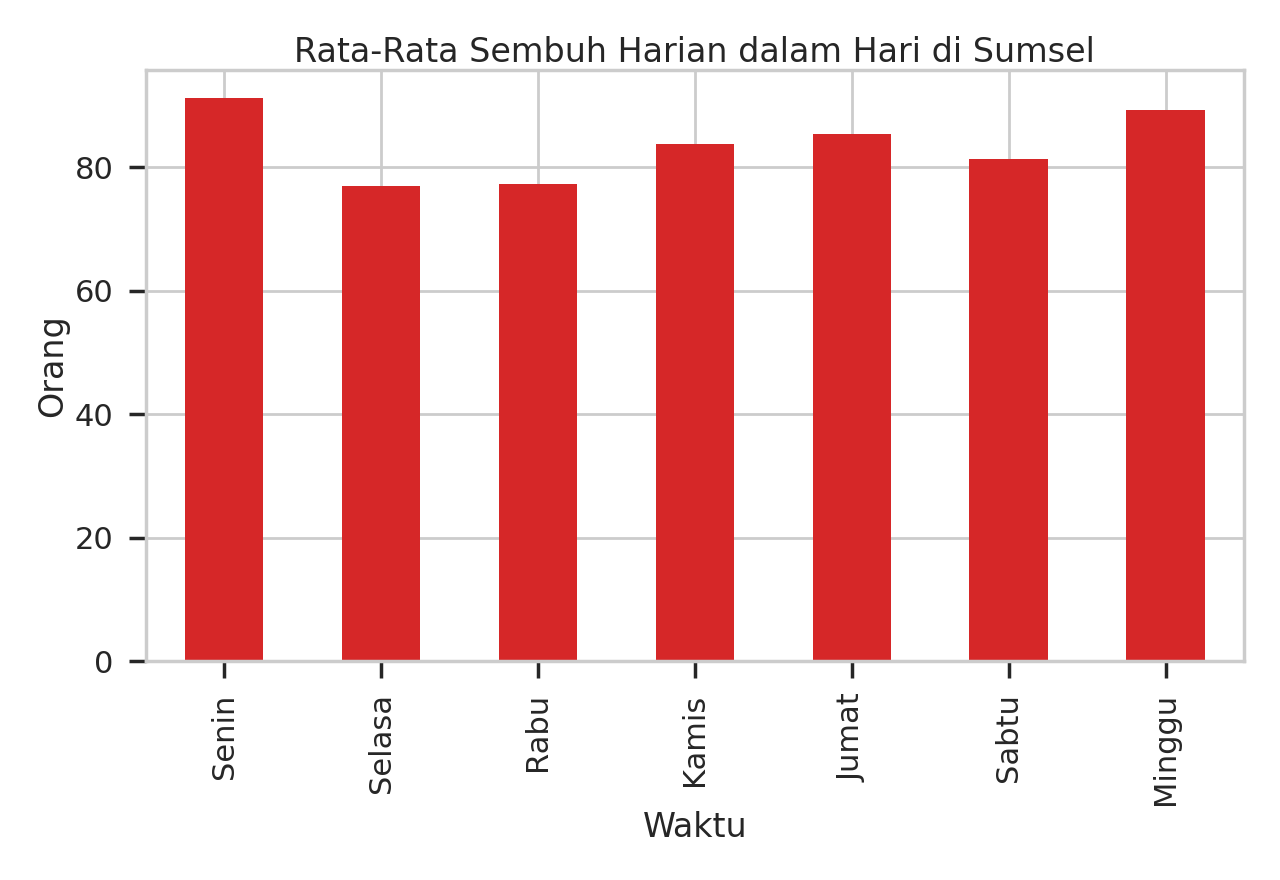 Rata-Rata Sembuh Harian dalam Hari di Sumsel
Orang
80
60
40
20
0
Senin
Selasa
Rabu
Kamis
Jumat
Sabtu
Minggu
Waktu